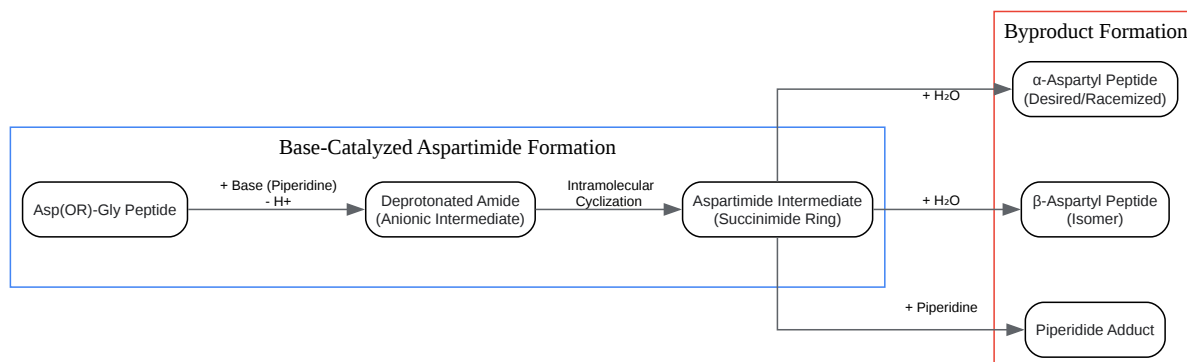 Byproduct Formation
α-Aspartyl Peptide
(Desired/Racemized)
+ H₂O
Base-Catalyzed Aspartimide Formation
Asp(OR)-Gly Peptide
+ Base (Piperidine)
- H+
Deprotonated Amide
(Anionic Intermediate)
Intramolecular
Cyclization
Aspartimide Intermediate
(Succinimide Ring)
+ H₂O
β-Aspartyl Peptide
(Isomer)
+ Piperidine
Piperidide Adduct